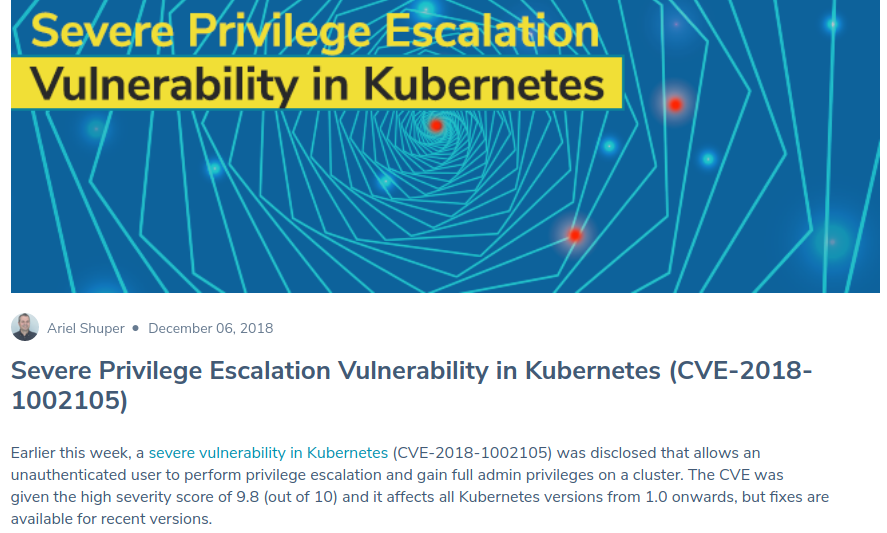 Severe Privilege Escalation
Vulnerability in Kubernetes
Ariel Shuper • December 06, 2018
Severe Privilege Escalation Vulnerability in Kubernetes (CVE-2018-
1002105)
Earlier this week, a severe vulnerability in Kubernetes (CVE-2018-1002105) was disclosed that allows an
unauthenticated user to perform privilege escalation and gain full admin privileges on a cluster. The CVE was
given the high severity score of 9.8 (out of 10) and it affects all Kubernetes versions from 1.0 onwards, but fixes are
available for recent versions.